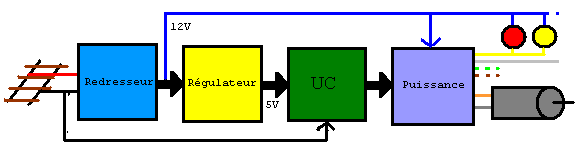 12V
Redresseur
Régulateur
UC
Puissance
5V